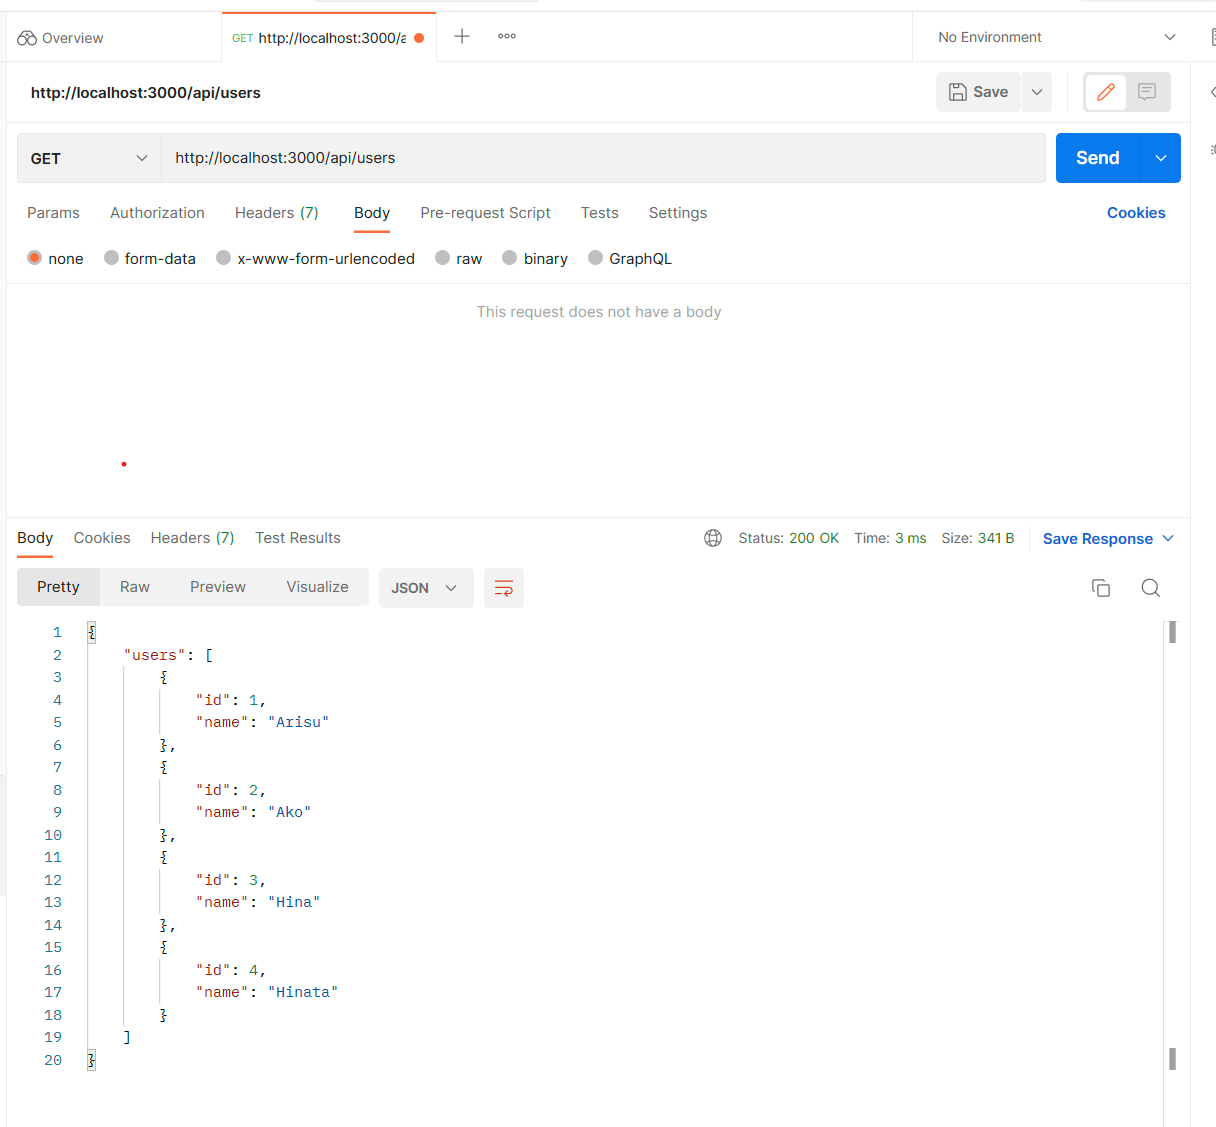 Overview
GET http://localhost:3000/a
No Environment
http://localhost:3000/api/users
Save
GET http://localhost:3000/api/users Send
Params Authorization Headers (7) Body Pre-request Script Tests Settings Cookies
none form-data x-www-form-urlencoded raw binary GraphQL
This request does not have a body
Body Cookies Headers (7) Test Results Status: 200 OK Time: 3 ms Size: 341 B Save Response
Pretty Raw Preview Visualize JSON
1 {
2 "users": [
3 {
4 "id": 1,
5 "name": "Arisu"
6 },
7 {
8 "id": 2,
9 "name": "Ako"
10 },
11 {
12 "id": 3,
13 "name": "Hina"
14 },
15 {
16 "id": 4,
17 "name": "Hinata"
18 }
19 ]
20 }